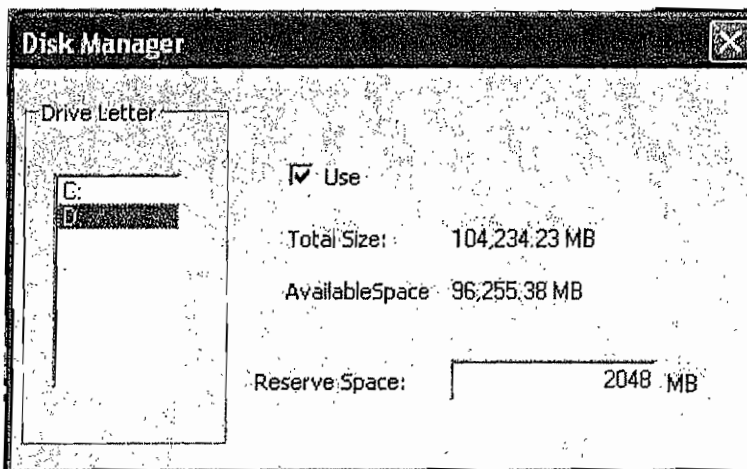 Disk Manager
Drive Letter
C:
D:
Use
Total Size: 104,234.23 MB
AvailableSpace 96,255.38 MB
Reserve Space: 2048 MB